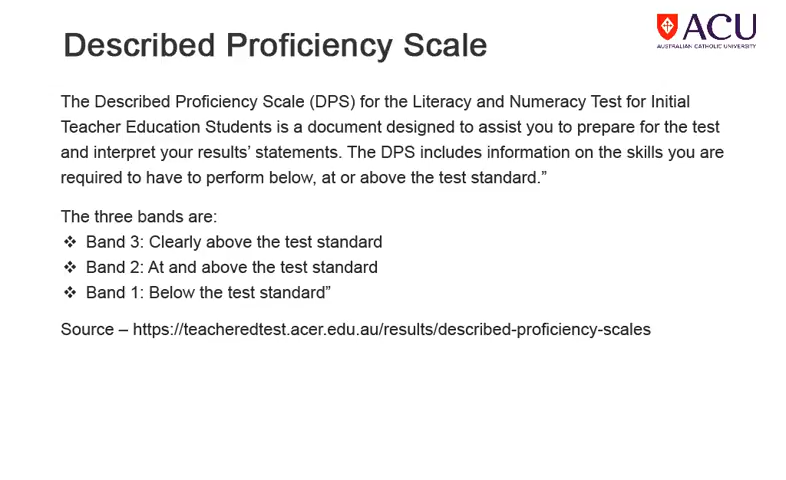 Described Proficiency Scale
ACU
AUSTRALIAN CATHOLIC UNIVERSITY
The Described Proficiency Scale (DPS) for the Literacy and Numeracy Test for Initial
Teacher Education Students is a document designed to assist you to prepare for the test
and interpret your results’ statements. The DPS includes information on the skills you are
required to have to perform below, at or above the test standard.”
The three bands are:
❖ Band 3: Clearly above the test standard
❖ Band 2: At and above the test standard
❖ Band 1: Below the test standard”
Source – https://teacheredtest.acer.edu.au/results/described-proficiency-scales